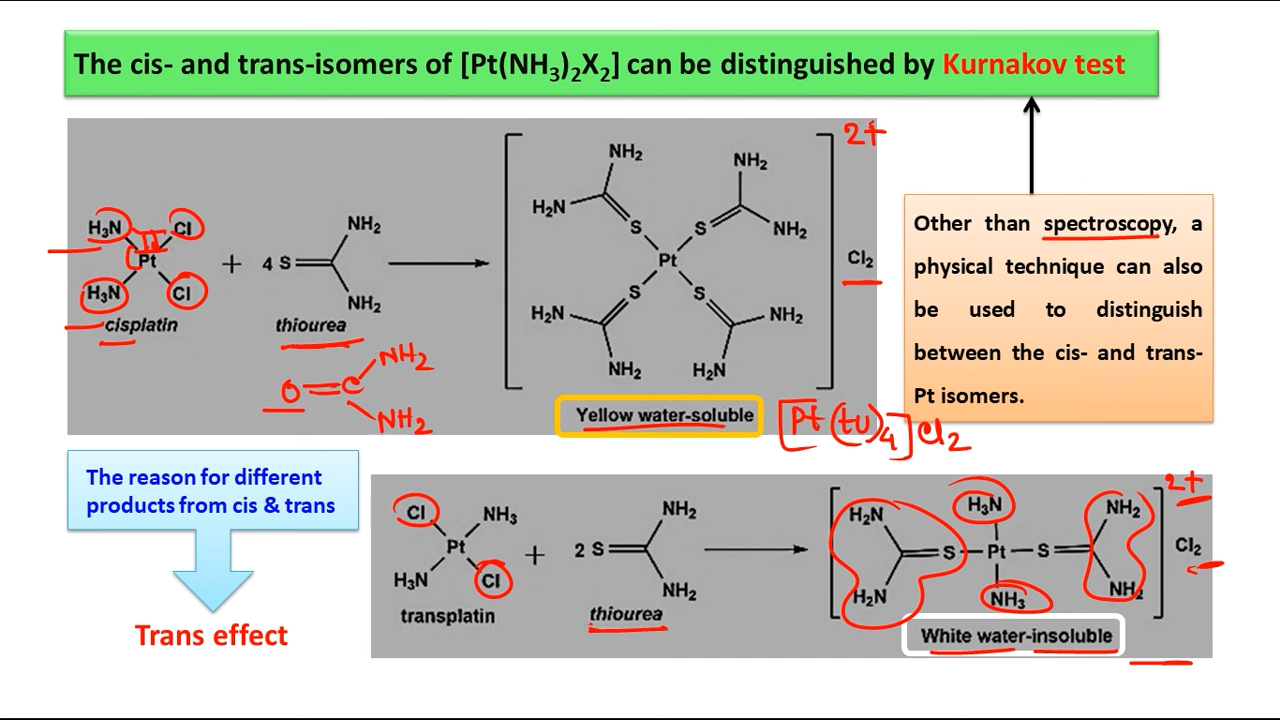 The cis- and trans-isomers of [Pt(NH₃)₂X₂] can be distinguished by Kurnakov test
H₃N
Cl
II
Pt
H₃N
Cl
cisplatin
+
4 S
NH₂
NH₂
thiourea
O
C
NH₂
NH₂
NH₂
H₂N
S
NH₂
S
NH₂
Pt
H₂N
S
NH₂
S
NH₂
NH₂
H₂N
2+
Cl₂
Yellow water-soluble
[Pt(tu)₄]Cl₂
Other than spectroscopy, a
physical technique can also
be used to distinguish
between the cis- and trans-
Pt isomers.
The reason for different
products from cis & trans
Trans effect
Cl
NH₃
Pt
H₃N
Cl
transplatin
+
2 S
NH₂
NH₂
thiourea
H₂N
H₂N
S
H₃N
Pt
NH₃
S
NH₂
NH₂
2+
Cl₂
White water-insoluble